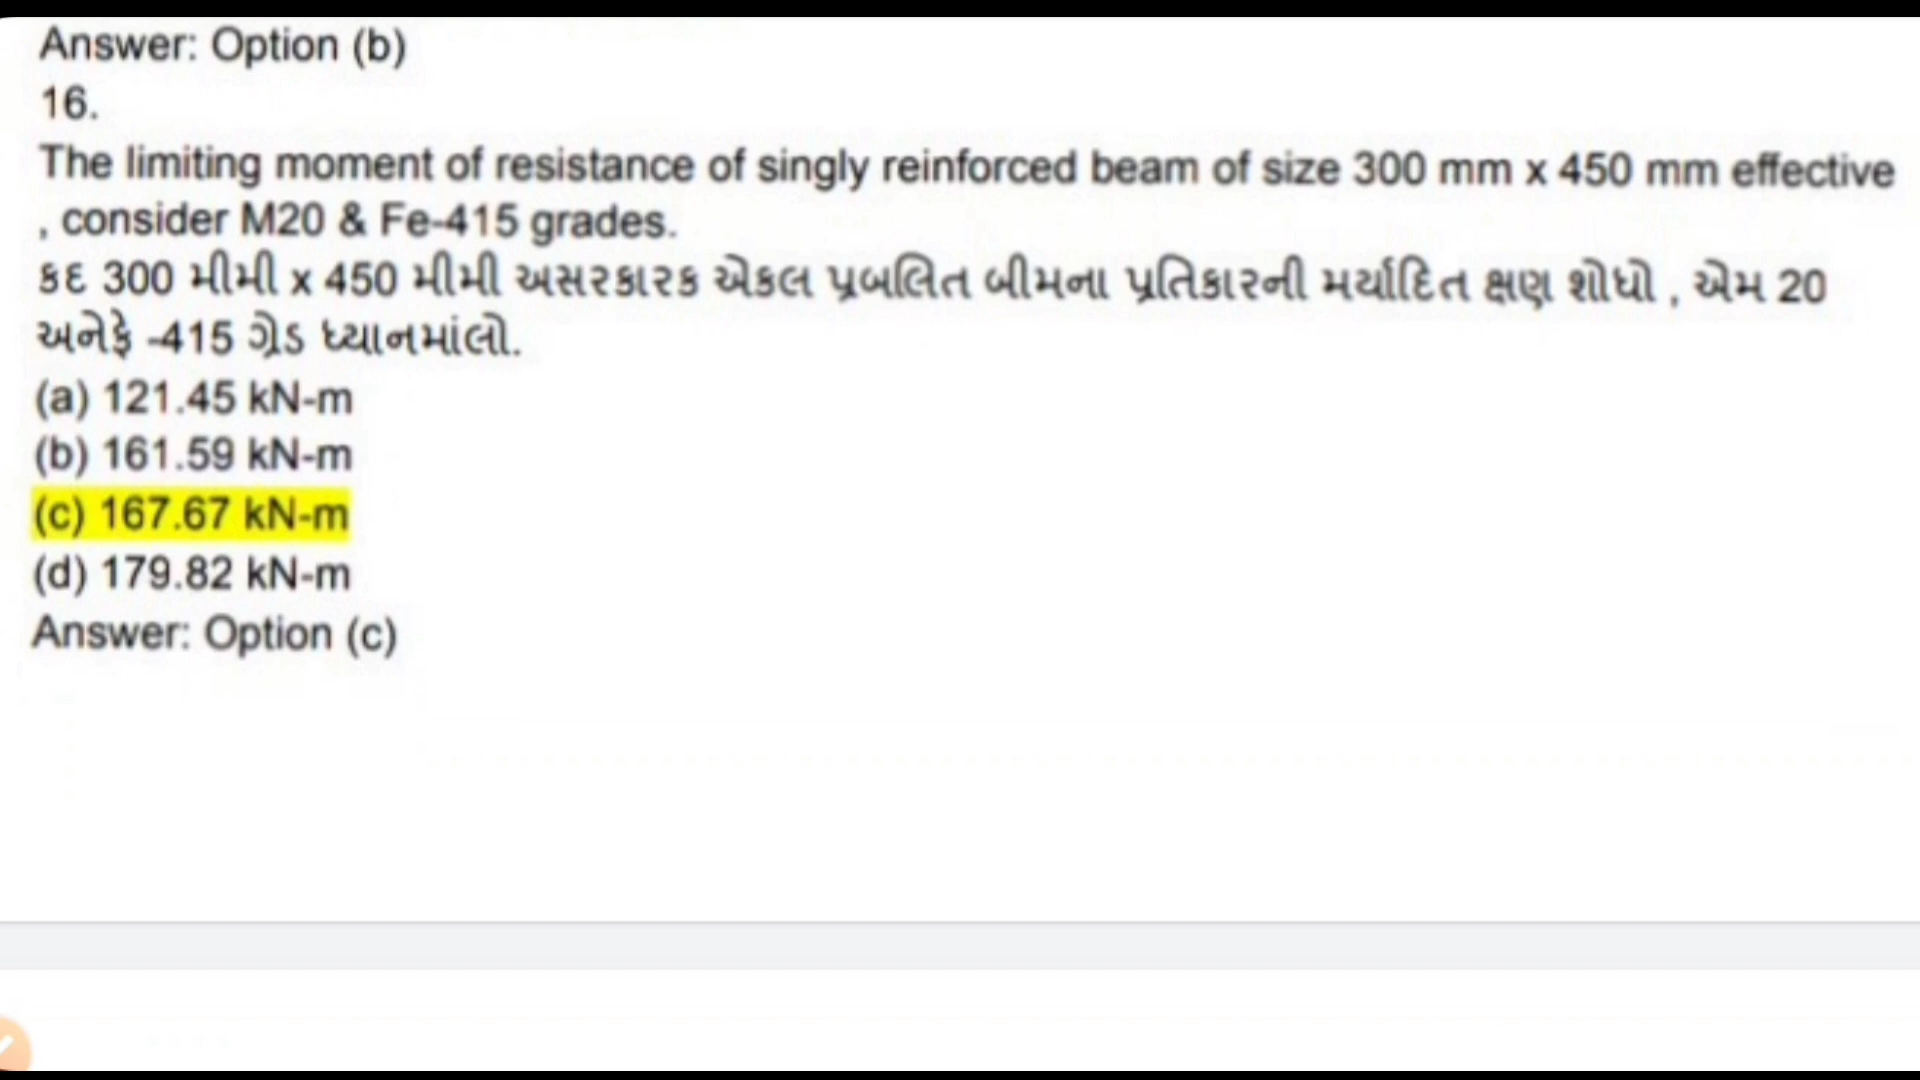 Answer: Option (b)
16.
The limiting moment of resistance of singly reinforced beam of size 300 mm x 450 mm effective
, consider M20 & Fe-415 grades.
કદ 300 મીમી x 450 મીમી અસરકારક એકલ પ્રબલિત બીમના પ્રતિકારની મર્યાદિત ક્ષણ શોધો , એમ 20
અનેફે -415 ગ્રેડ ધ્યાનમાંલો.
(a) 121.45 kN-m
(b) 161.59 kN-m
(c) 167.67 kN-m
(d) 179.82 kN-m
Answer: Option (c)